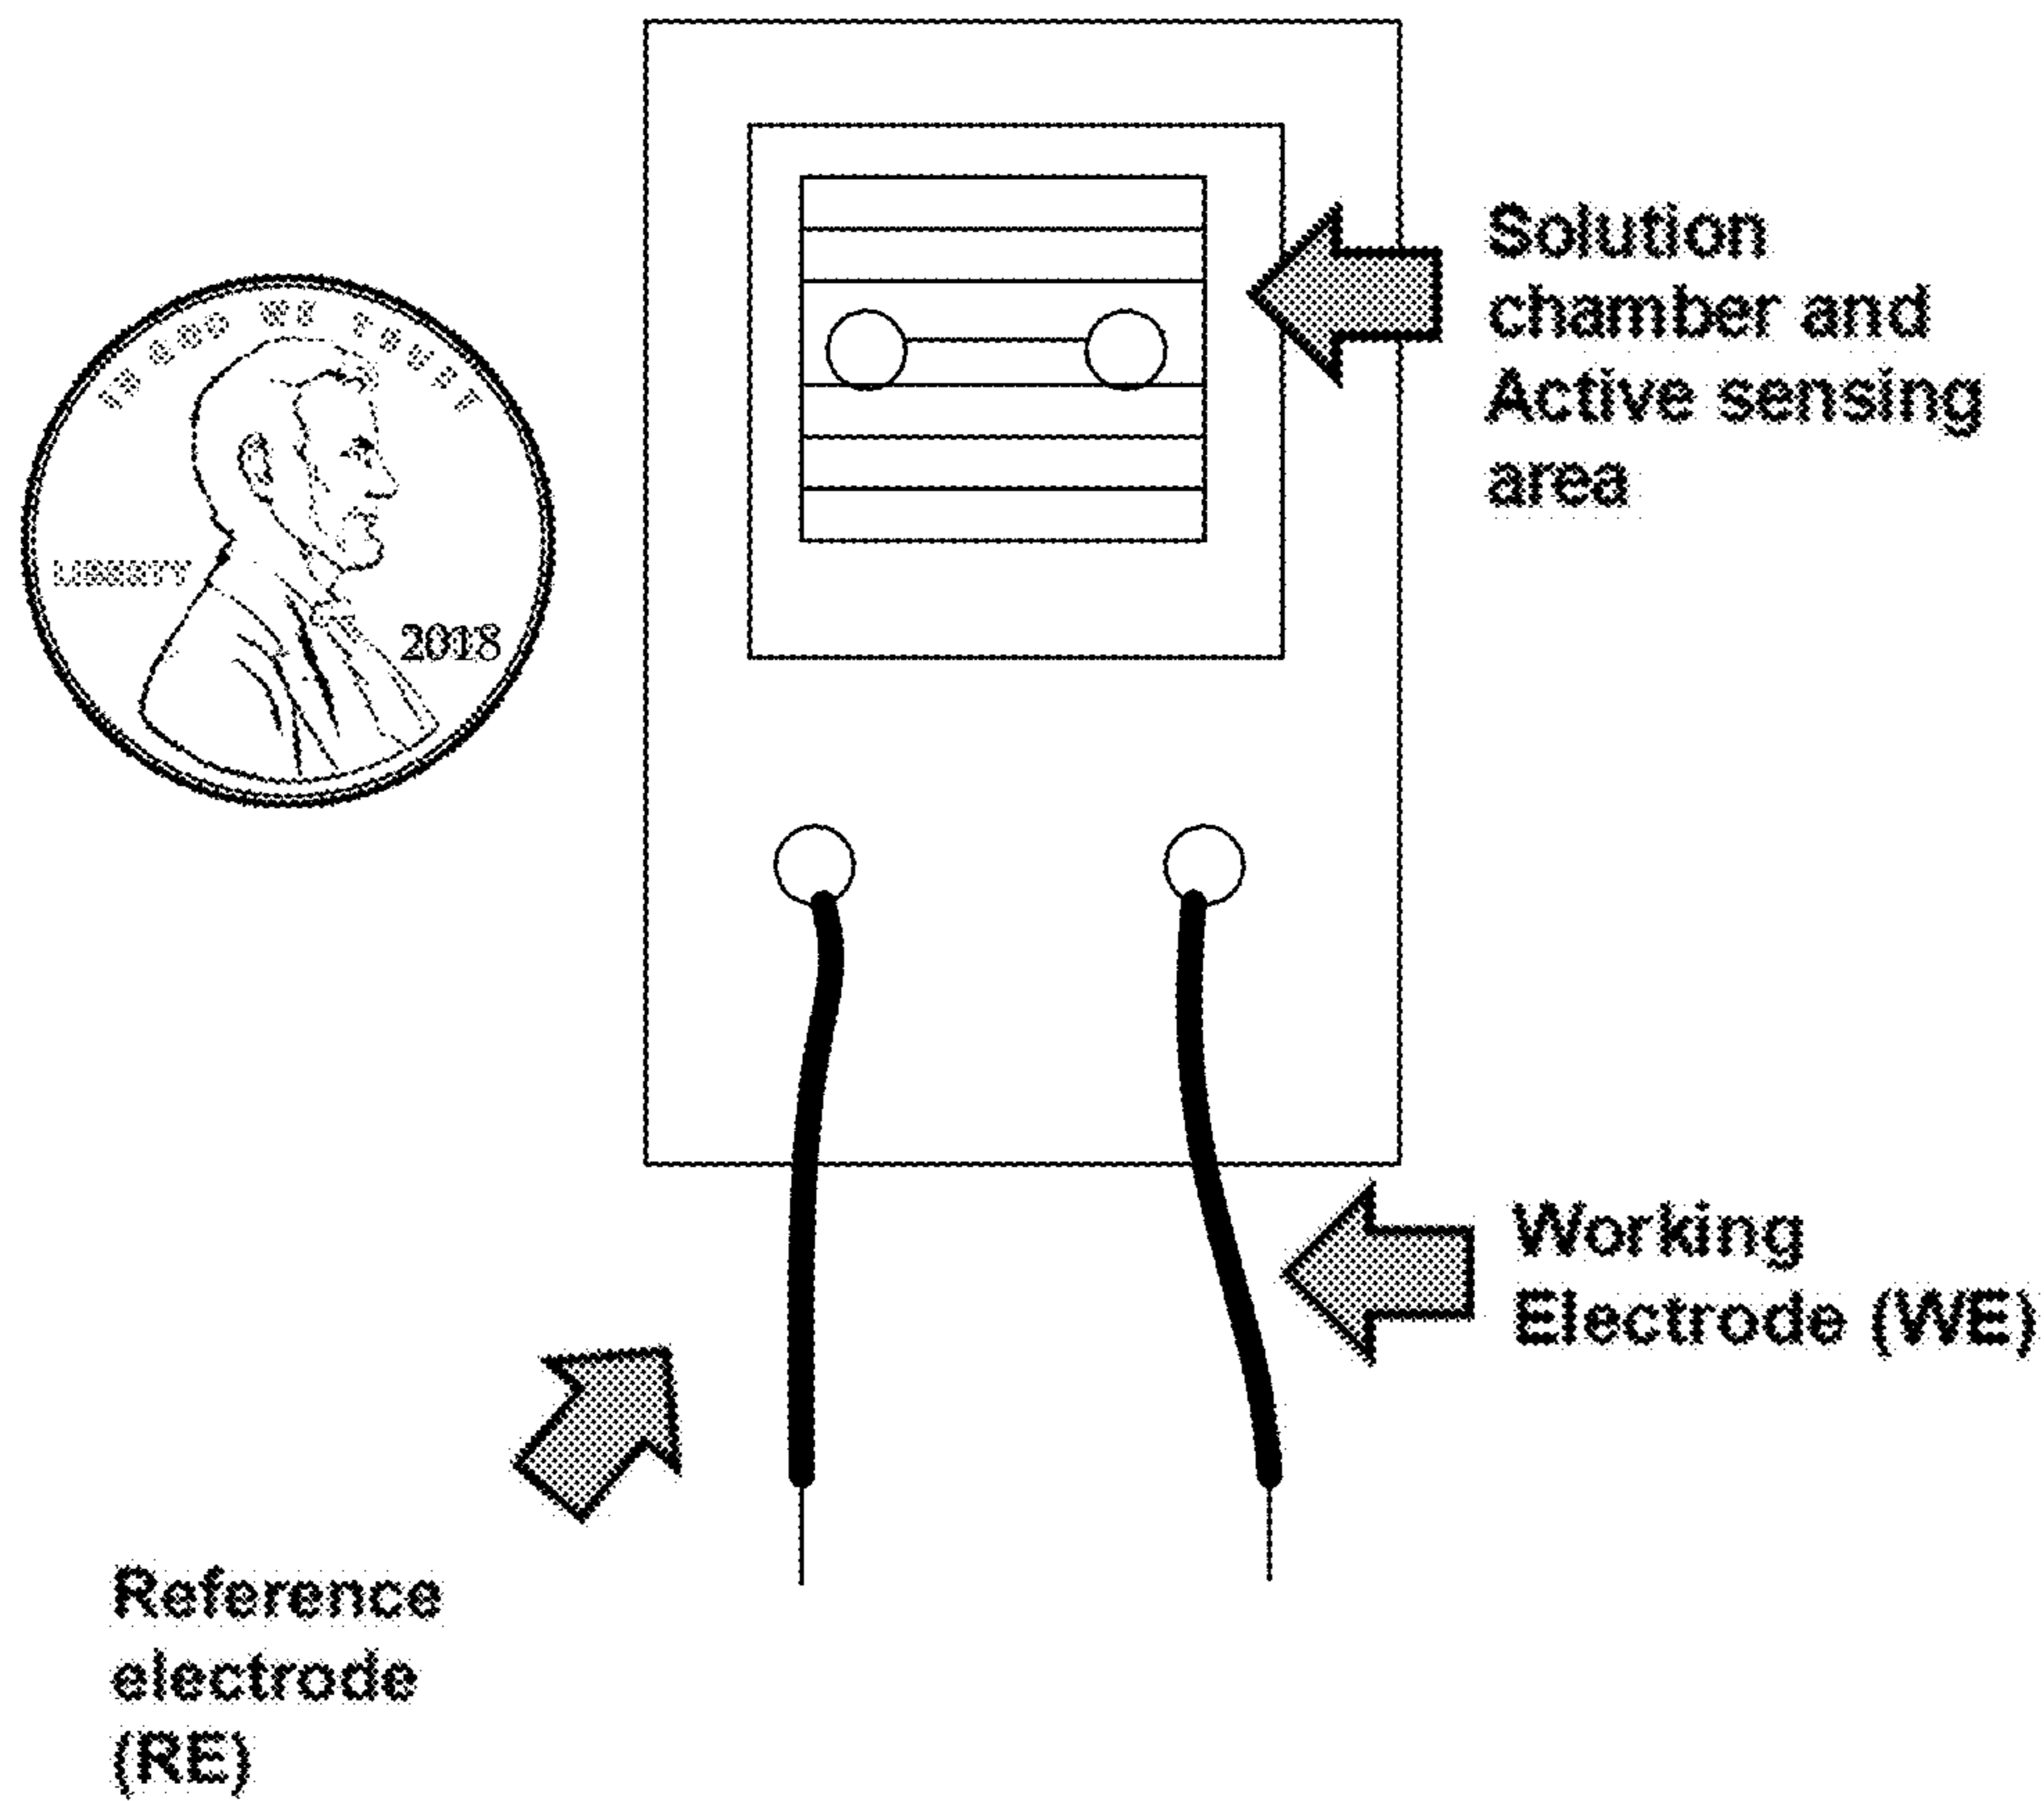 IN GOD WE TRUST
LIBERTY
2018
Solution
chamber and
Active sensing
area
Working
Electrode (WE)
Reference
electrode
(RE)